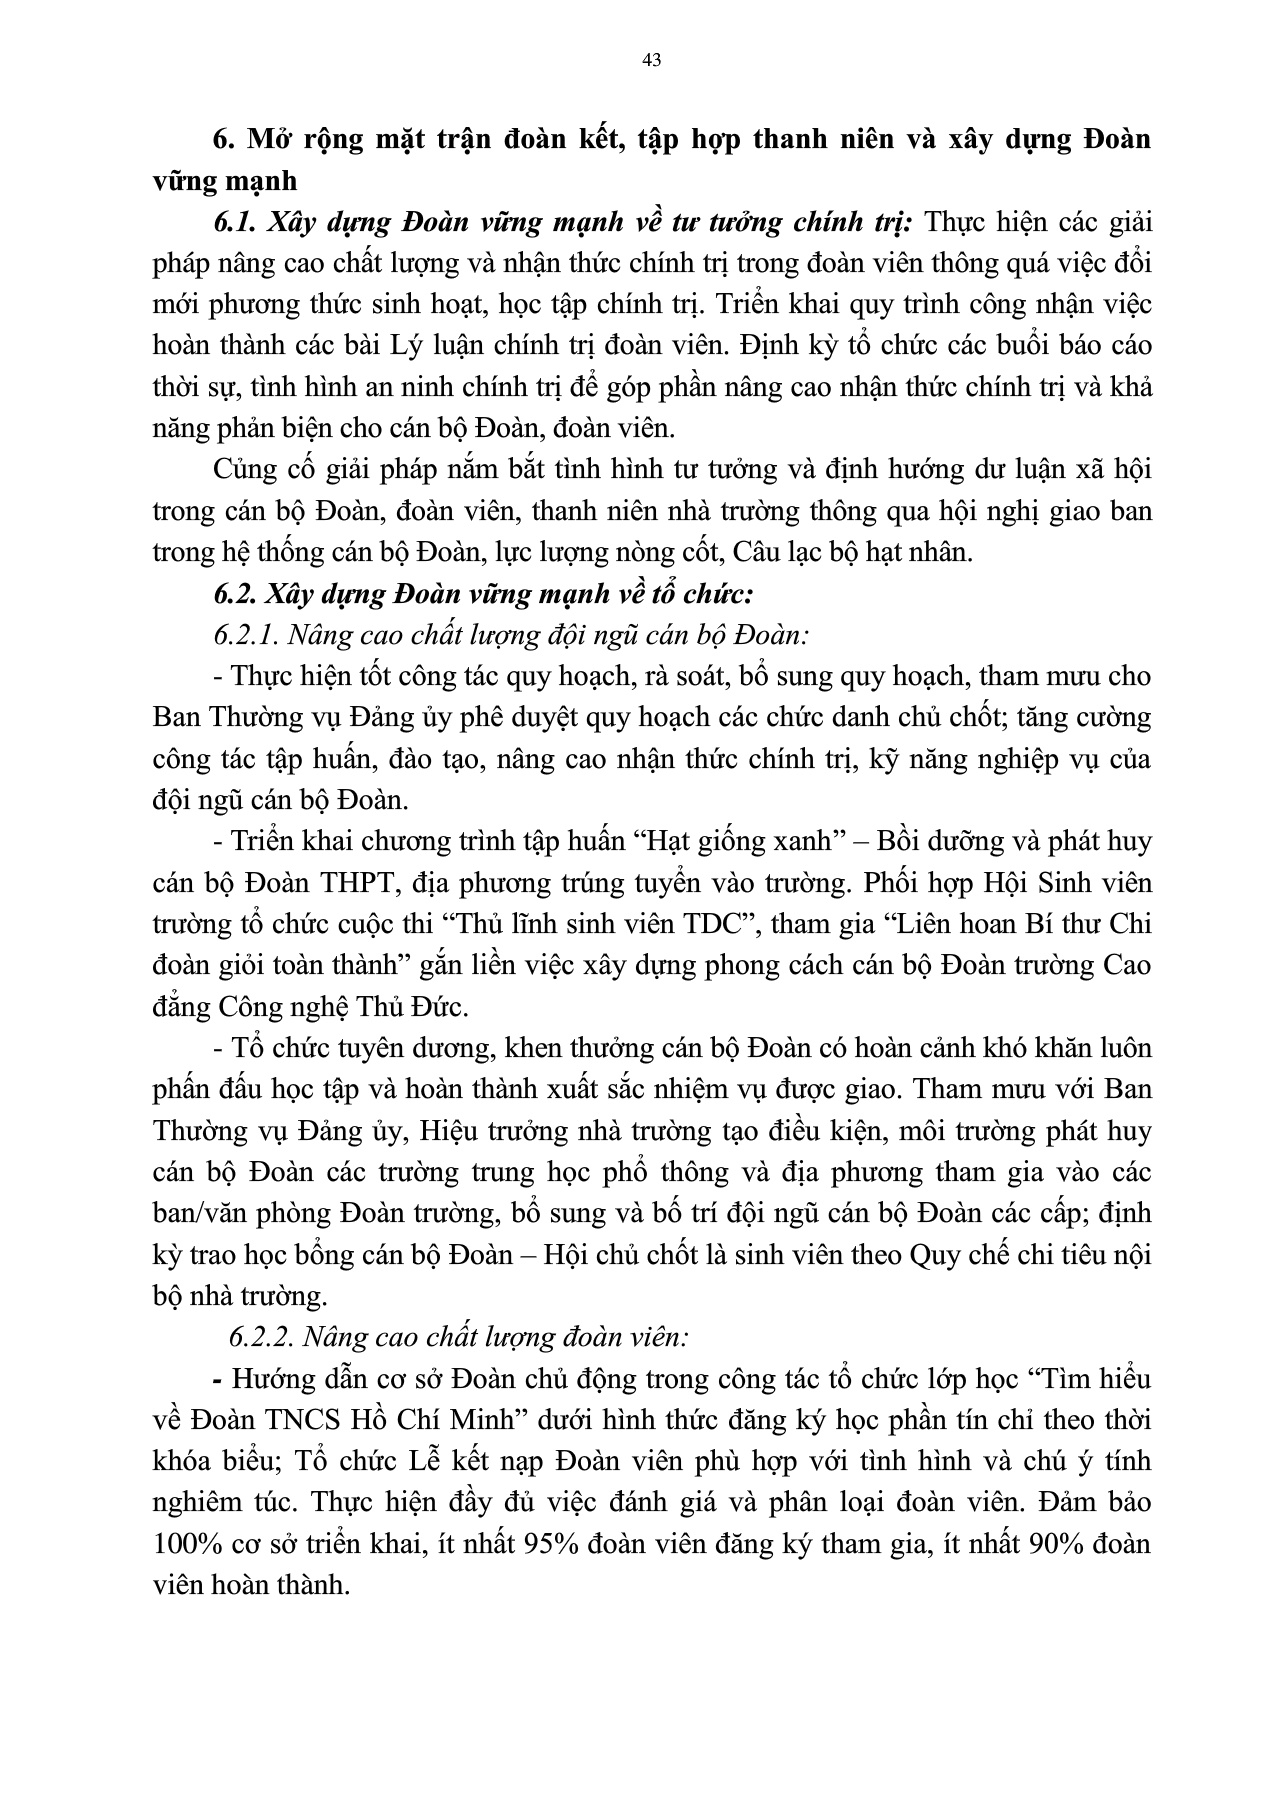 43
6. Mở rộng mặt trận đoàn kết, tập hợp thanh niên và xây dựng Đoàn
vững mạnh
6.1. Xây dựng Đoàn vững mạnh về tư tưởng chính trị: Thực hiện các giải
pháp nâng cao chất lượng và nhận thức chính trị trong đoàn viên thông quá việc đổi
mới phương thức sinh hoạt, học tập chính trị. Triển khai quy trình công nhận việc
hoàn thành các bài Lý luận chính trị đoàn viên. Định kỳ tổ chức các buổi báo cáo
thời sự, tình hình an ninh chính trị để góp phần nâng cao nhận thức chính trị và khả
năng phản biện cho cán bộ Đoàn, đoàn viên.
Củng cố giải pháp nắm bắt tình hình tư tưởng và định hướng dư luận xã hội
trong cán bộ Đoàn, đoàn viên, thanh niên nhà trường thông qua hội nghị giao ban
trong hệ thống cán bộ Đoàn, lực lượng nòng cốt, Câu lạc bộ hạt nhân.
6.2. Xây dựng Đoàn vững mạnh về tổ chức:
6.2.1. Nâng cao chất lượng đội ngũ cán bộ Đoàn:
- Thực hiện tốt công tác quy hoạch, rà soát, bổ sung quy hoạch, tham mưu cho
Ban Thường vụ Đảng ủy phê duyệt quy hoạch các chức danh chủ chốt; tăng cường
công tác tập huấn, đào tạo, nâng cao nhận thức chính trị, kỹ năng nghiệp vụ của
đội ngũ cán bộ Đoàn.
- Triển khai chương trình tập huấn “Hạt giống xanh” – Bồi dưỡng và phát huy
cán bộ Đoàn THPT, địa phương trúng tuyển vào trường. Phối hợp Hội Sinh viên
trường tổ chức cuộc thi “Thủ lĩnh sinh viên TDC”, tham gia “Liên hoan Bí thư Chi
đoàn giỏi toàn thành” gắn liền việc xây dựng phong cách cán bộ Đoàn trường Cao
đẳng Công nghệ Thủ Đức.
- Tổ chức tuyên dương, khen thưởng cán bộ Đoàn có hoàn cảnh khó khăn luôn
phấn đấu học tập và hoàn thành xuất sắc nhiệm vụ được giao. Tham mưu với Ban
Thường vụ Đảng ủy, Hiệu trưởng nhà trường tạo điều kiện, môi trường phát huy
cán bộ Đoàn các trường trung học phổ thông và địa phương tham gia vào các
ban/văn phòng Đoàn trường, bổ sung và bố trí đội ngũ cán bộ Đoàn các cấp; định
kỳ trao học bổng cán bộ Đoàn – Hội chủ chốt là sinh viên theo Quy chế chi tiêu nội
bộ nhà trường.
6.2.2. Nâng cao chất lượng đoàn viên:
- Hướng dẫn cơ sở Đoàn chủ động trong công tác tổ chức lớp học “Tìm hiểu
về Đoàn TNCS Hồ Chí Minh” dưới hình thức đăng ký học phần tín chỉ theo thời
khóa biểu; Tổ chức Lễ kết nạp Đoàn viên phù hợp với tình hình và chú ý tính
nghiêm túc. Thực hiện đầy đủ việc đánh giá và phân loại đoàn viên. Đảm bảo
100% cơ sở triển khai, ít nhất 95% đoàn viên đăng ký tham gia, ít nhất 90% đoàn
viên hoàn thành.